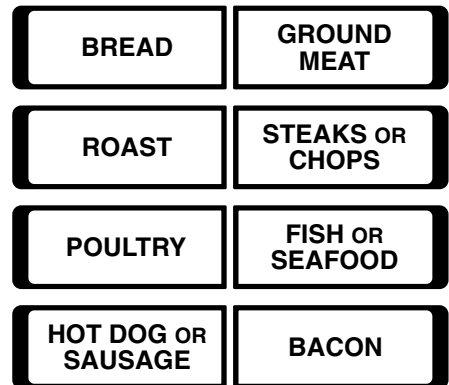 BREAD
GROUND
MEAT
ROAST
STEAKS OR
CHOPS
POULTRY
FISH OR
SEAFOOD
HOT DOG OR
SAUSAGE
BACON